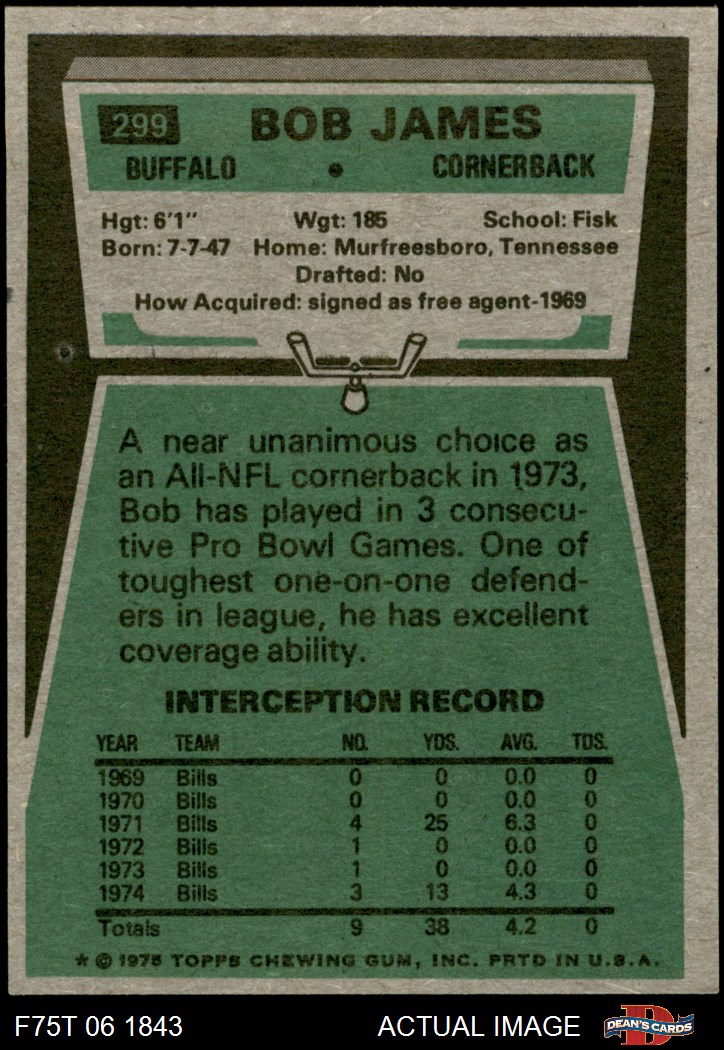 299 BOB JAMES
BUFFALO • CORNERBACK
Hgt: 6'1" Wgt: 185 School: Fisk
Born: 7-7-47 Home: Murfreesboro, Tennessee
Drafted: No
How Acquired: signed as free agent-1969
A near unanimous choice as
an All-NFL cornerback in 1973,
Bob has played in 3 consecu-
tive Pro Bowl Games. One of
toughest one-on-one defend-
ers in league, he has excellent
coverage ability.
INTERCEPTION RECORD
YEAR TEAM NO. YDS. AVG. TDS.
1969 Bills 0 0 0.0 0
1970 Bills 0 0 0.0 0
1971 Bills 4 25 6.3 0
1972 Bills 1 0 0.0 0
1973 Bills 1 0 0.0 0
1974 Bills 3 13 4.3 0
Totals 9 38 4.2 0
* © 1975 TOPPS CHEWING GUM, INC. PRTD IN U.S.A.
F75T 06 1843 ACTUAL IMAGE D DEAN'S CARDS